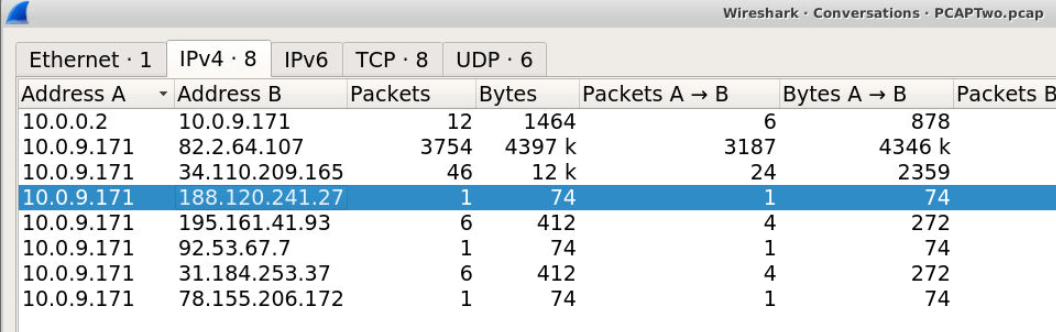 Wireshark · Conversations · PCAPTwo.pcap
Ethernet · 1 IPv4 · 8 IPv6 TCP · 8 UDP · 6
Address A Address B Packets Bytes Packets A → B Bytes A → B Packets B
10.0.0.2 10.0.9.171 12 1464 6 878
10.0.9.171 82.2.64.107 3754 4397 k 3187 4346 k
10.0.9.171 34.110.209.165 46 12 k 24 2359
10.0.9.171 188.120.241.27 1 74 1 74
10.0.9.171 195.161.41.93 6 412 4 272
10.0.9.171 92.53.67.7 1 74 1 74
10.0.9.171 31.184.253.37 6 412 4 272
10.0.9.171 78.155.206.172 1 74 1 74